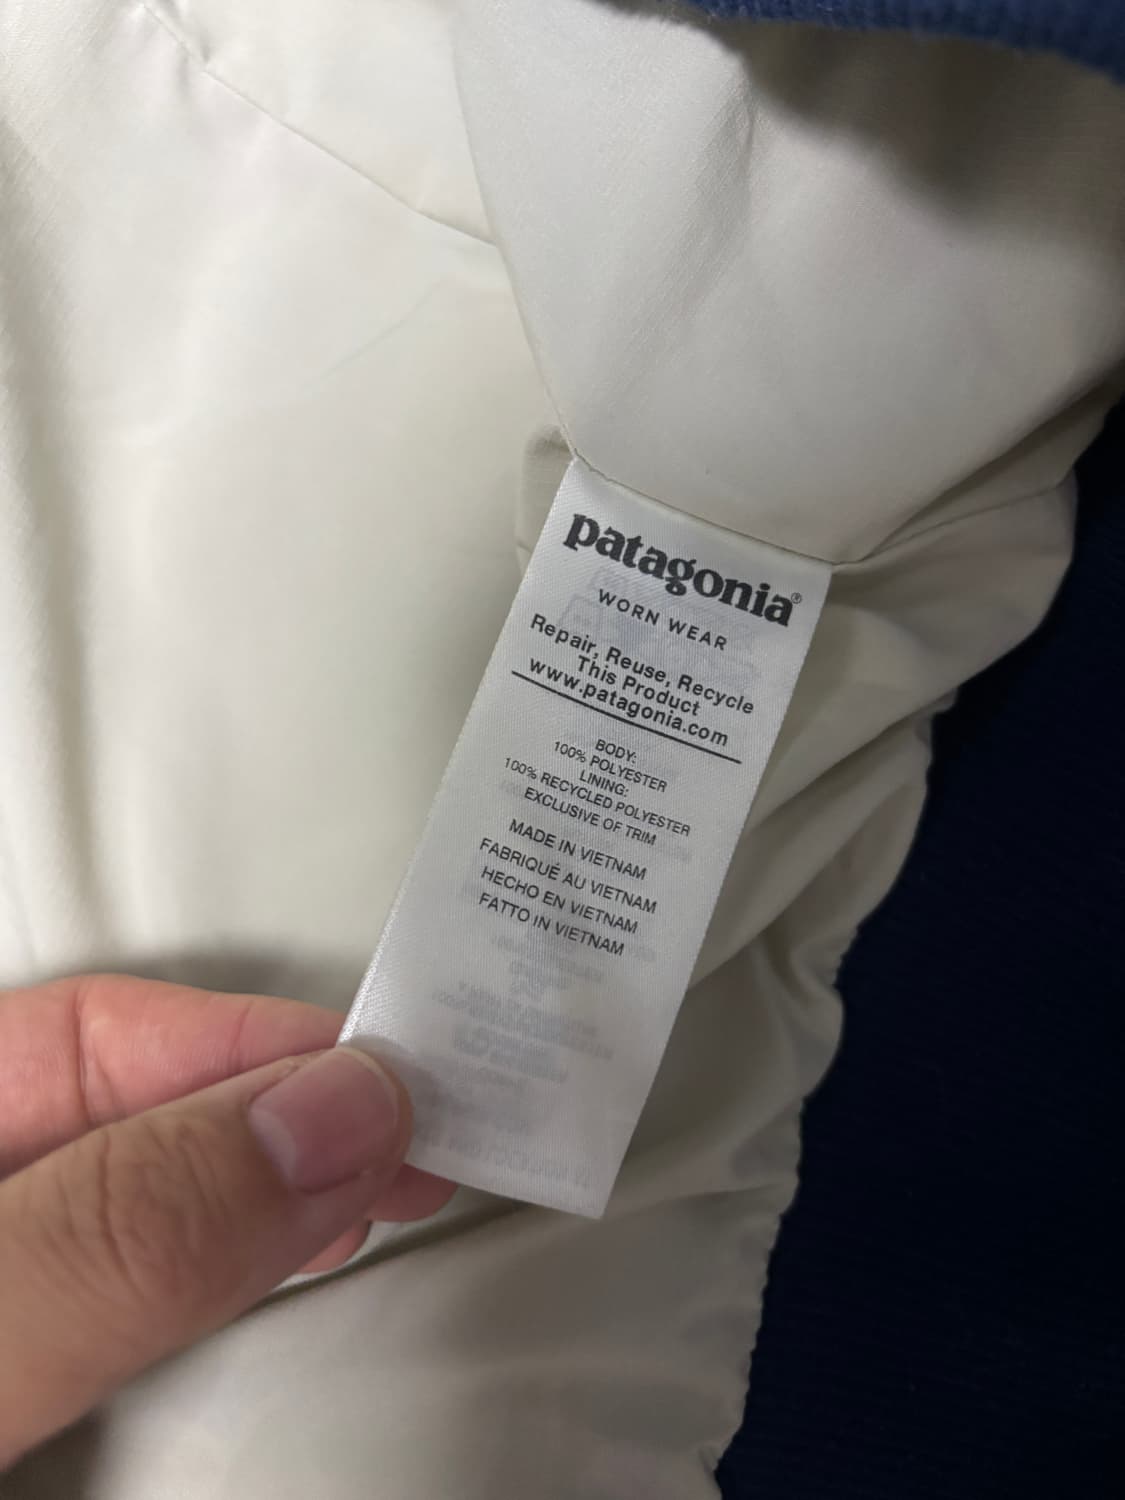 patagonia®
WORN WEAR
Repair, Reuse, Recycle
This Product
www.patagonia.com
BODY:
100% POLYESTER
LINING:
100% RECYCLED POLYESTER
EXCLUSIVE OF TRIM
MADE IN VIETNAM
FABRIQUÉ AU VIETNAM
HECHO EN VIETNAM
FATTO IN VIETNAM